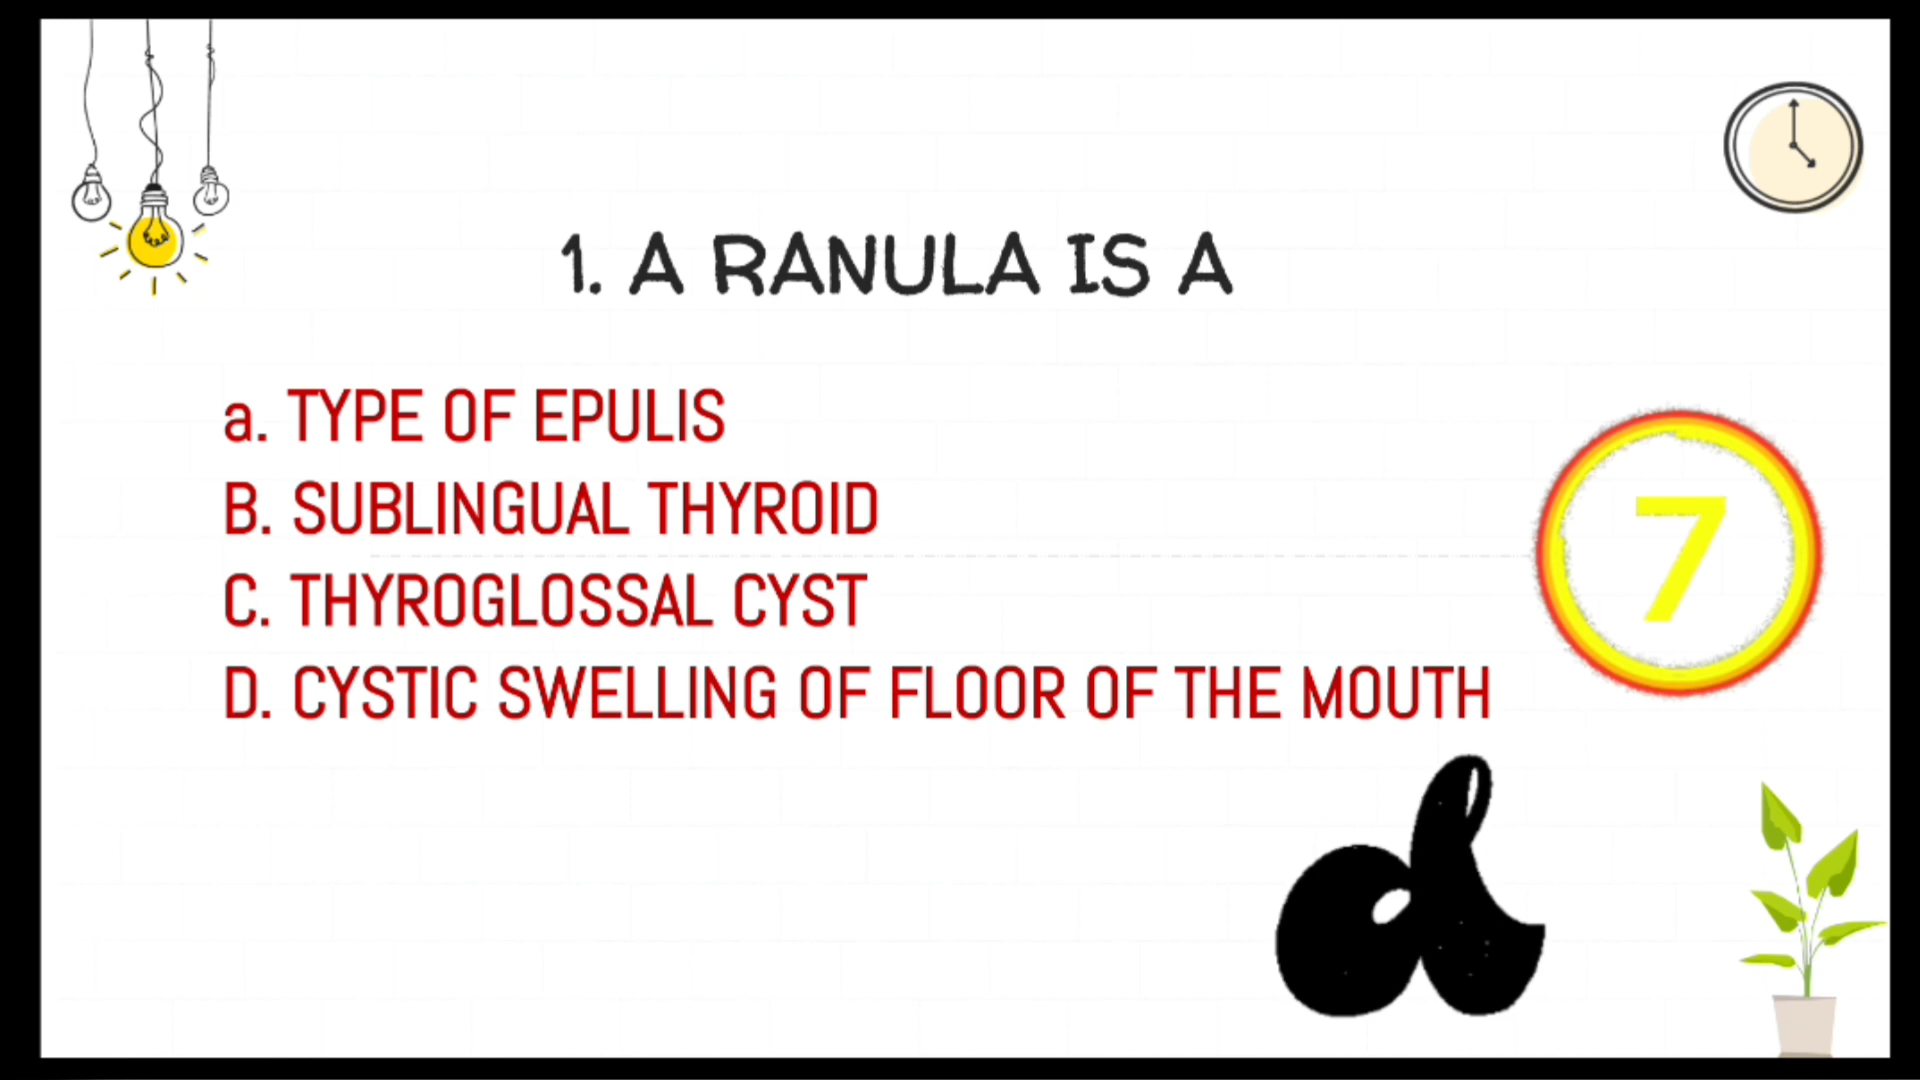 1. A RANULA IS A
a. TYPE OF EPULIS
B. SUBLINGUAL THYROID
C. THYROGLOSSAL CYST
D. CYSTIC SWELLING OF FLOOR OF THE MOUTH
7
d